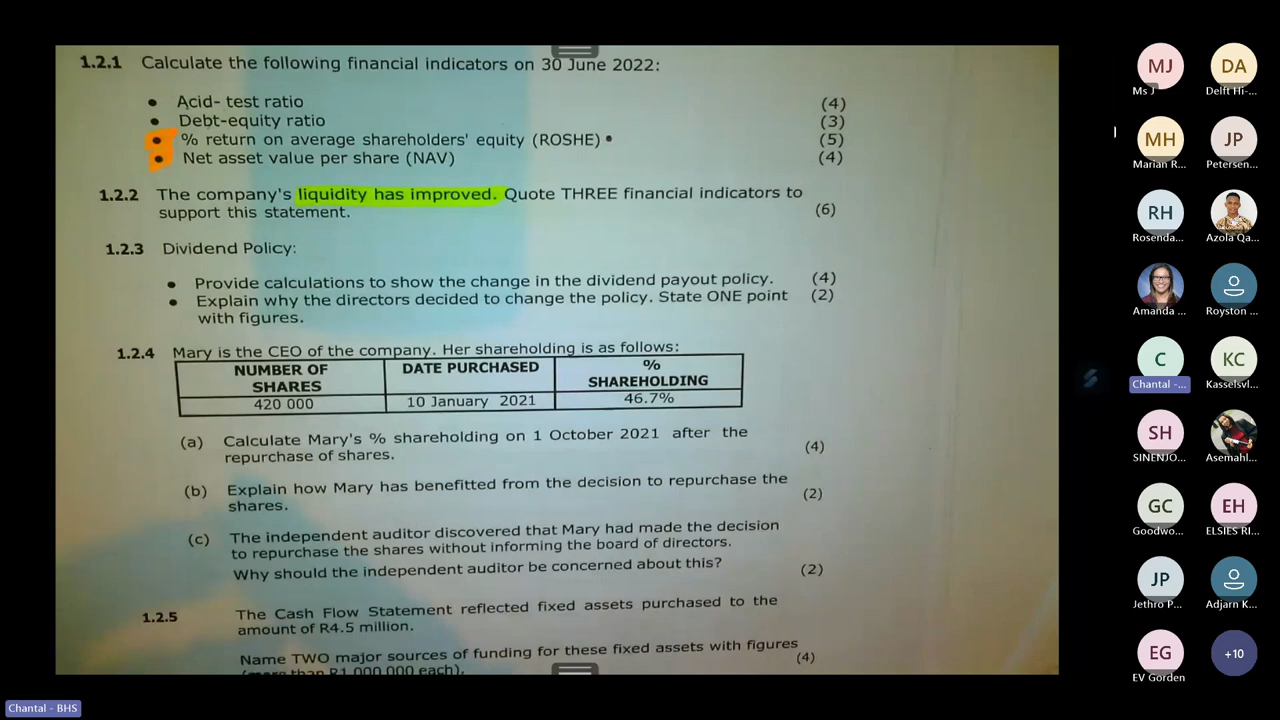 1.2.1 Calculate the following financial indicators on 30 June 2022:
• Acid- test ratio (4)
• Debt-equity ratio (3)
• % return on average shareholders' equity (ROSHE) • (5)
• Net asset value per share (NAV) (4)
1.2.2 The company's liquidity has improved. Quote THREE financial indicators to
support this statement. (6)
1.2.3 Dividend Policy:
• Provide calculations to show the change in the dividend payout policy. (4)
• Explain why the directors decided to change the policy. State ONE point (2)
with figures.
1.2.4 Mary is the CEO of the company. Her shareholding is as follows:
NUMBER OF SHARES DATE PURCHASED % SHAREHOLDING
420 000 10 January 2021 46.7%
(a) Calculate Mary's % shareholding on 1 October 2021 after the
repurchase of shares. (4)
(b) Explain how Mary has benefitted from the decision to repurchase the
shares. (2)
(c) The independent auditor discovered that Mary had made the decision
to repurchase the shares without informing the board of directors.
Why should the independent auditor be concerned about this? (2)
1.2.5 The Cash Flow Statement reflected fixed assets purchased to the
amount of R4.5 million.
Name TWO major sources of funding for these fixed assets with figures (4)
(more than R1 000 000 each).
MJ
Ms J
DA
Delft Hi-...
MH
Marian R...
JP
Petersen...
RH
Rosenda...
Azola Qa...
Amanda ...
Royston ...
C
Chantal -...
KC
Kasselsvl...
SH
SINENJO...
Asemahl...
GC
Goodwo...
EH
ELSIES RI...
JP
Jethro P...
Adjarn K...
EG
EV Gorden
+10
Chantal - BHS